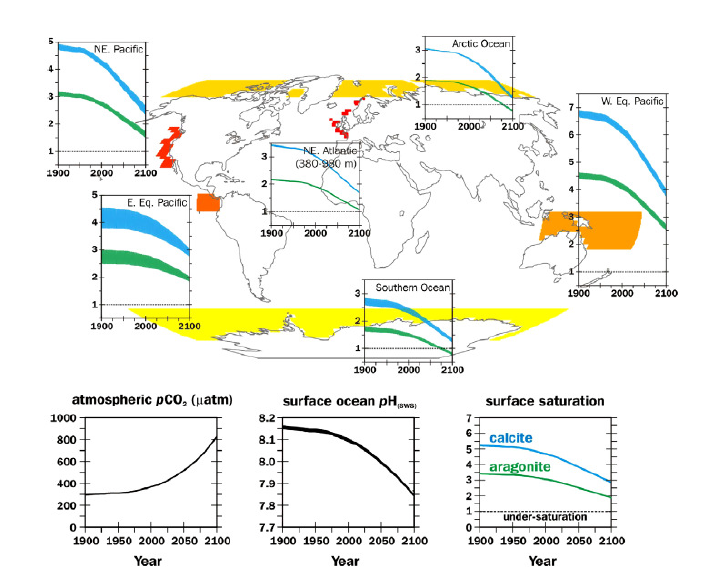 NE. Pacific
5
4
3
2
1
1900 2000 2100
Arctic Ocean
3
2
1
1900 2000 2100
W. Eq. Pacific
7
6
5
4
3
2
1
1900 2000 2100
NE. Atlantic
(380-980 m)
3
2
1
1900 2000 2100
E. Eq. Pacific
5
4
3
2
1
1900 2000 2100
Southern Ocean
3
2
1
1900 2000 2100
atmospheric pCO₂ (µatm)
1000
800
600
400
200
0
1900 1950 2000 2050 2100
Year
surface ocean pH(sws)
8.2
8.1
8.0
7.9
7.8
7.7
1900 1950 2000 2050 2100
Year
surface saturation
7
6
5
4
3
2
1
0
calcite
aragonite
under-saturation
1900 1950 2000 2050 2100
Year